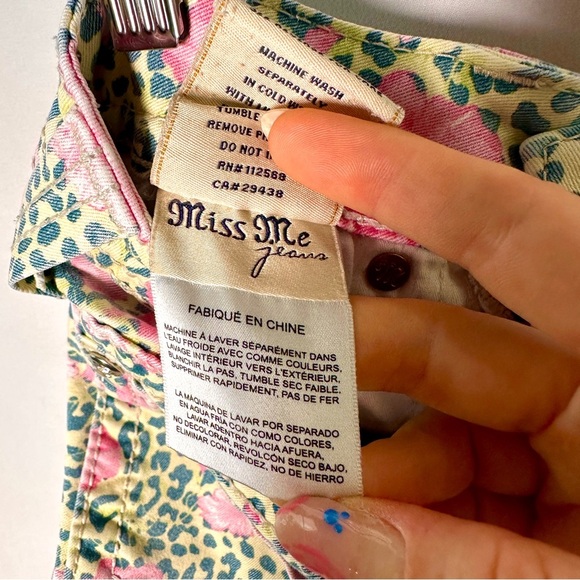 MACHINE WASH
SEPARATELY
IN COLD
WITH
TUMBLE
REMOVE
DO NOT
RN#112568
CA#29438
Miss Me
jeans
FABIQUÉ EN CHINE
MACHINE À LAVER SÉPARÉMENT DANS
L'EAU FROIDE AVEC COMME COULEURS.
LAVAGE INTÉRIEUR VERS L'EXTÉRIEUR.
BLANCHIR LA PAS, TUMBLE SEC FAIBLE.
SUPPRIMER RAPIDEMENT, PAS DE FER
LA MÁQUINA DE LAVAR POR SEPARADO
EN AGUA FRÍA CON COMO COLORES,
LAVAR ADENTRO HACIA AFUERA,
NO DECOLORAR. REVOLCÓN SECO BAJO,
ELIMINAR CON RAPIDEZ, NO DE HIERRO